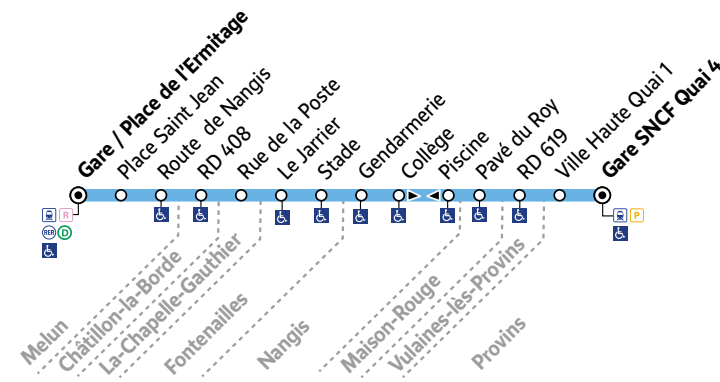 Gare / Place de l'Ermitage
Place Saint Jean
Route de Nangis
RD 408
Rue de la Poste
Le Jarrier
Stade
Gendarmerie
Collège
Piscine
Pavé du Roy
RD 619
Ville Haute Quai 1
Gare SNCF Quai 4
R
RER D
P
Melun
Châtillon-la-Borde
La-Chapelle-Gauthier
Fontenailles
Nangis
Maison-Rouge
Vulaines-lès-Provins
Provins